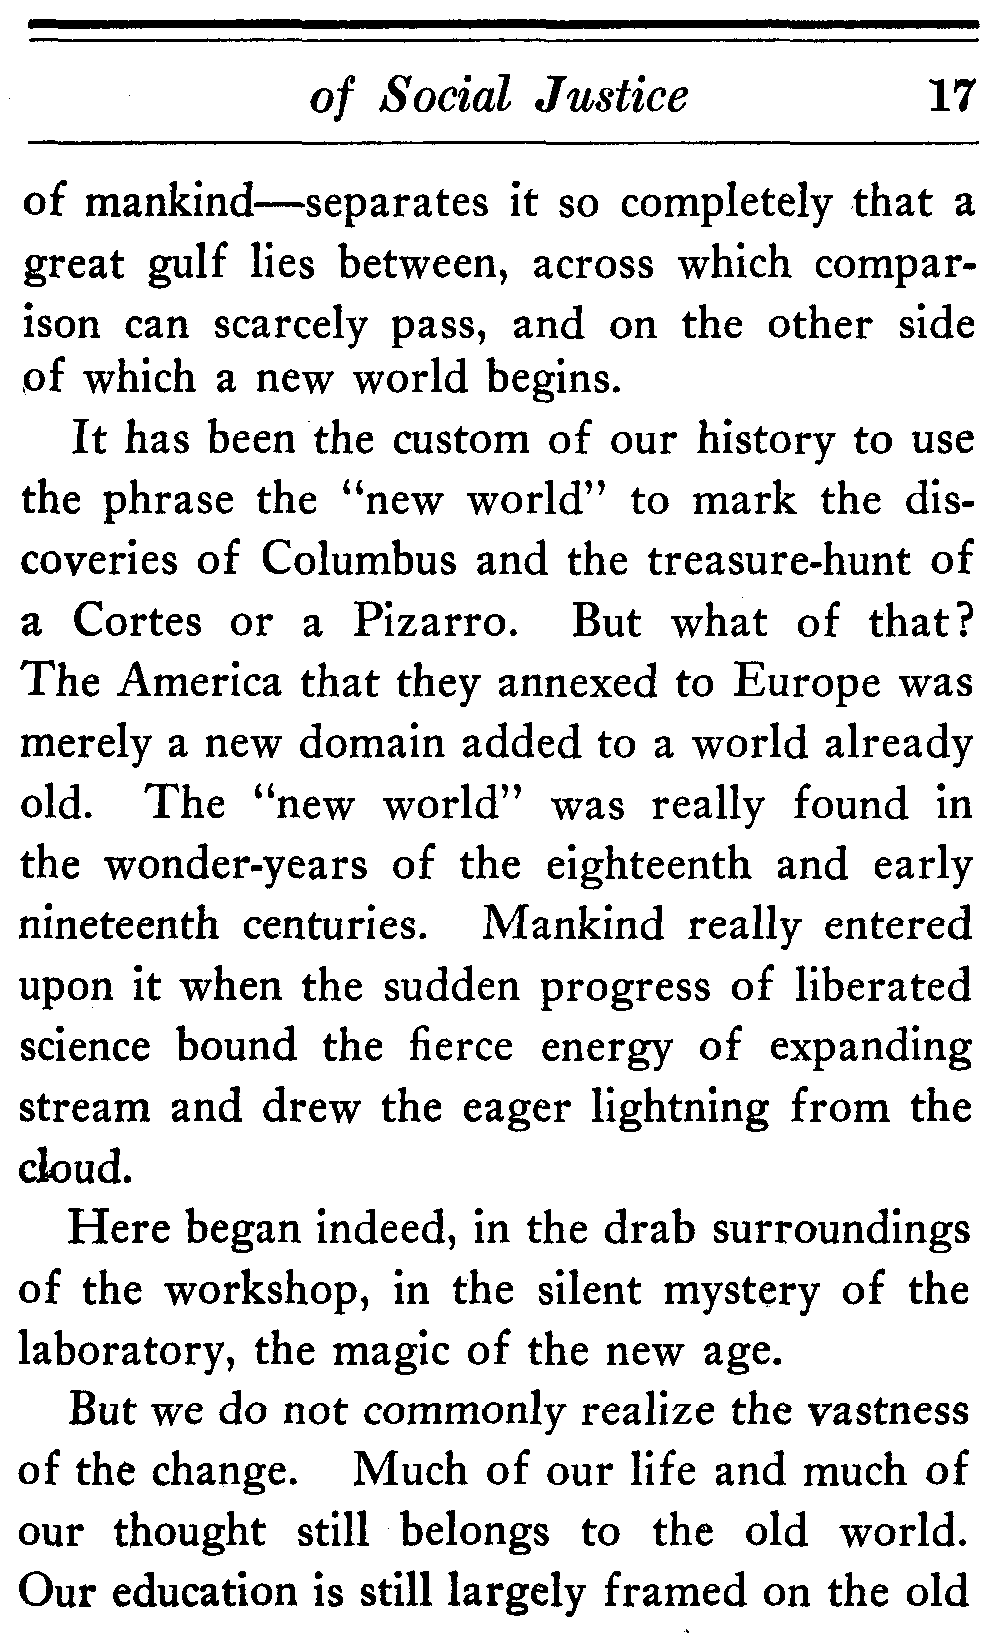 of Social Justice 17
of mankind—separates it so completely that a
great gulf lies between, across which compar-
ison can scarcely pass, and on the other side
of which a new world begins.
It has been the custom of our history to use
the phrase the “new world” to mark the dis-
coveries of Columbus and the treasure-hunt of
a Cortes or a Pizarro. But what of that?
The America that they annexed to Europe was
merely a new domain added to a world already
old. The “new world” was really found in
the wonder-years of the eighteenth and early
nineteenth centuries. Mankind really entered
upon it when the sudden progress of liberated
science bound the fierce energy of expanding
stream and drew the eager lightning from the
cloud.
Here began indeed, in the drab surroundings
of the workshop, in the silent mystery of the
laboratory, the magic of the new age.
But we do not commonly realize the vastness
of the change. Much of our life and much of
our thought still belongs to the old world.
Our education is still largely framed on the old